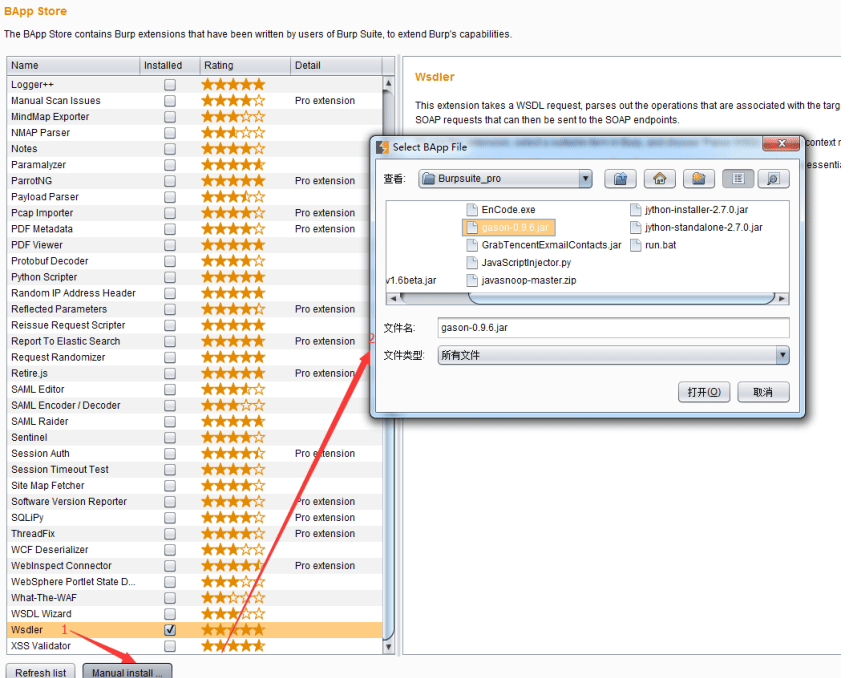 BApp Store
The BApp Store contains Burp extensions that have been written by users of Burp Suite, to extend Burp's capabilities.
Name Installed Rating Detail
Logger++
Manual Scan Issues Pro extension
MindMap Exporter
NMAP Parser
Notes
Paramalyzer
ParrotNG Pro extension
Payload Parser
Pcap Importer Pro extension
PDF Metadata Pro extension
PDF Viewer
Protobuf Decoder
Python Scripter
Random IP Address Header
Reflected Parameters Pro extension
Reissue Request Scripter
Report To Elastic Search Pro extension
Request Randomizer
Retire.js Pro extension
SAML Editor
SAML Encoder / Decoder
SAML Raider
Sentinel
Session Auth Pro extension
Session Timeout Test
Site Map Fetcher
Software Version Reporter Pro extension
SQLiPy Pro extension
ThreadFix Pro extension
WCF Deserializer
WebInspect Connector Pro extension
WebSphere Portlet State D...
What-The-WAF
WSDL Wizard
Wsdler 1
XSS Validator
Refresh list Manual install ...
Wsdler
This extension takes a WSDL request, parses out the operations that are associated with the targ
SOAP requests that can then be sent to the SOAP endpoints.
context
essenti
2
Select BApp File
查看: Burpsuite_pro
EnCode.exe jython-installer-2.7.0.jar
gason-0.9.6.jar jython-standalone-2.7.0.jar
GrabTencentExmailContacts.jar run.bat
JavaScriptInjector.py
v1.6beta.jar javasnoop-master.zip
文件名: gason-0.9.6.jar
文件类型: 所有文件
打开(O) 取消